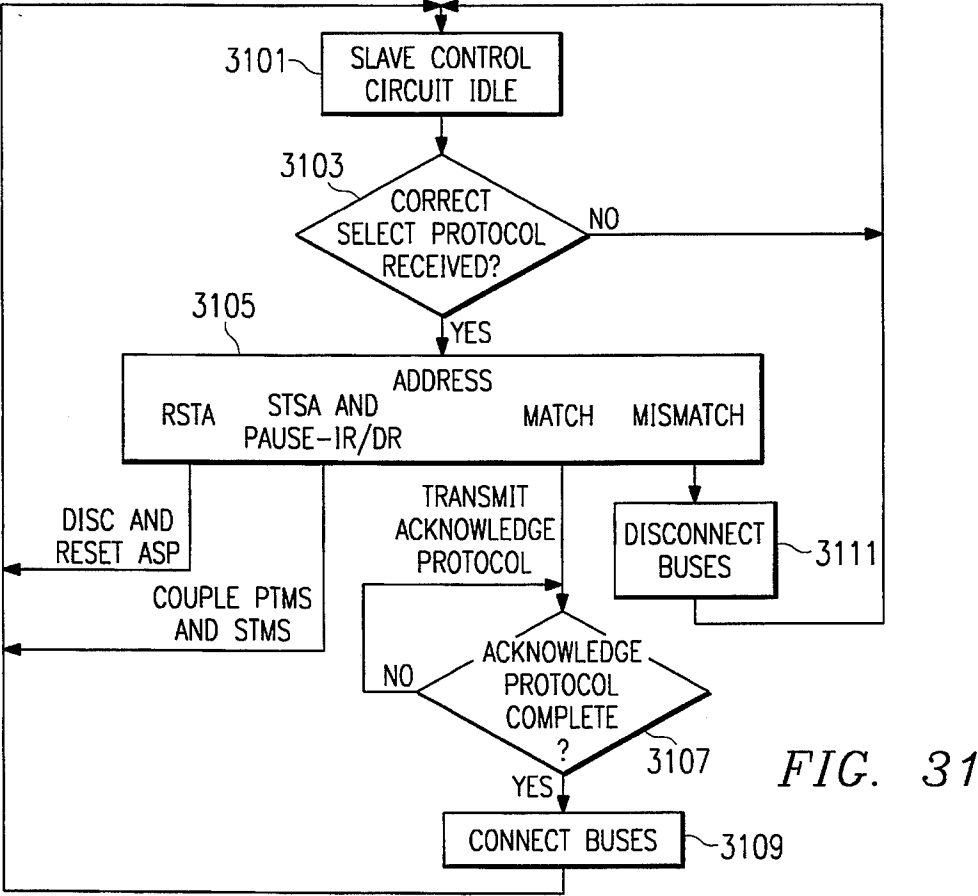 3101
SLAVE CONTROL
CIRCUIT IDLE
3103
CORRECT
SELECT PROTOCOL
RECEIVED?
NO
YES
3105
ADDRESS
RSTA
STSA AND
PAUSE-IR/DR
MATCH
MISMATCH
DISC AND
RESET ASP
COUPLE PTMS
AND STMS
TRANSMIT
ACKNOWLEDGE
PROTOCOL
DISCONNECT
BUSES
3111
NO
ACKNOWLEDGE
PROTOCOL
COMPLETE
?
3107
YES
CONNECT BUSES
3109
FIG. 31